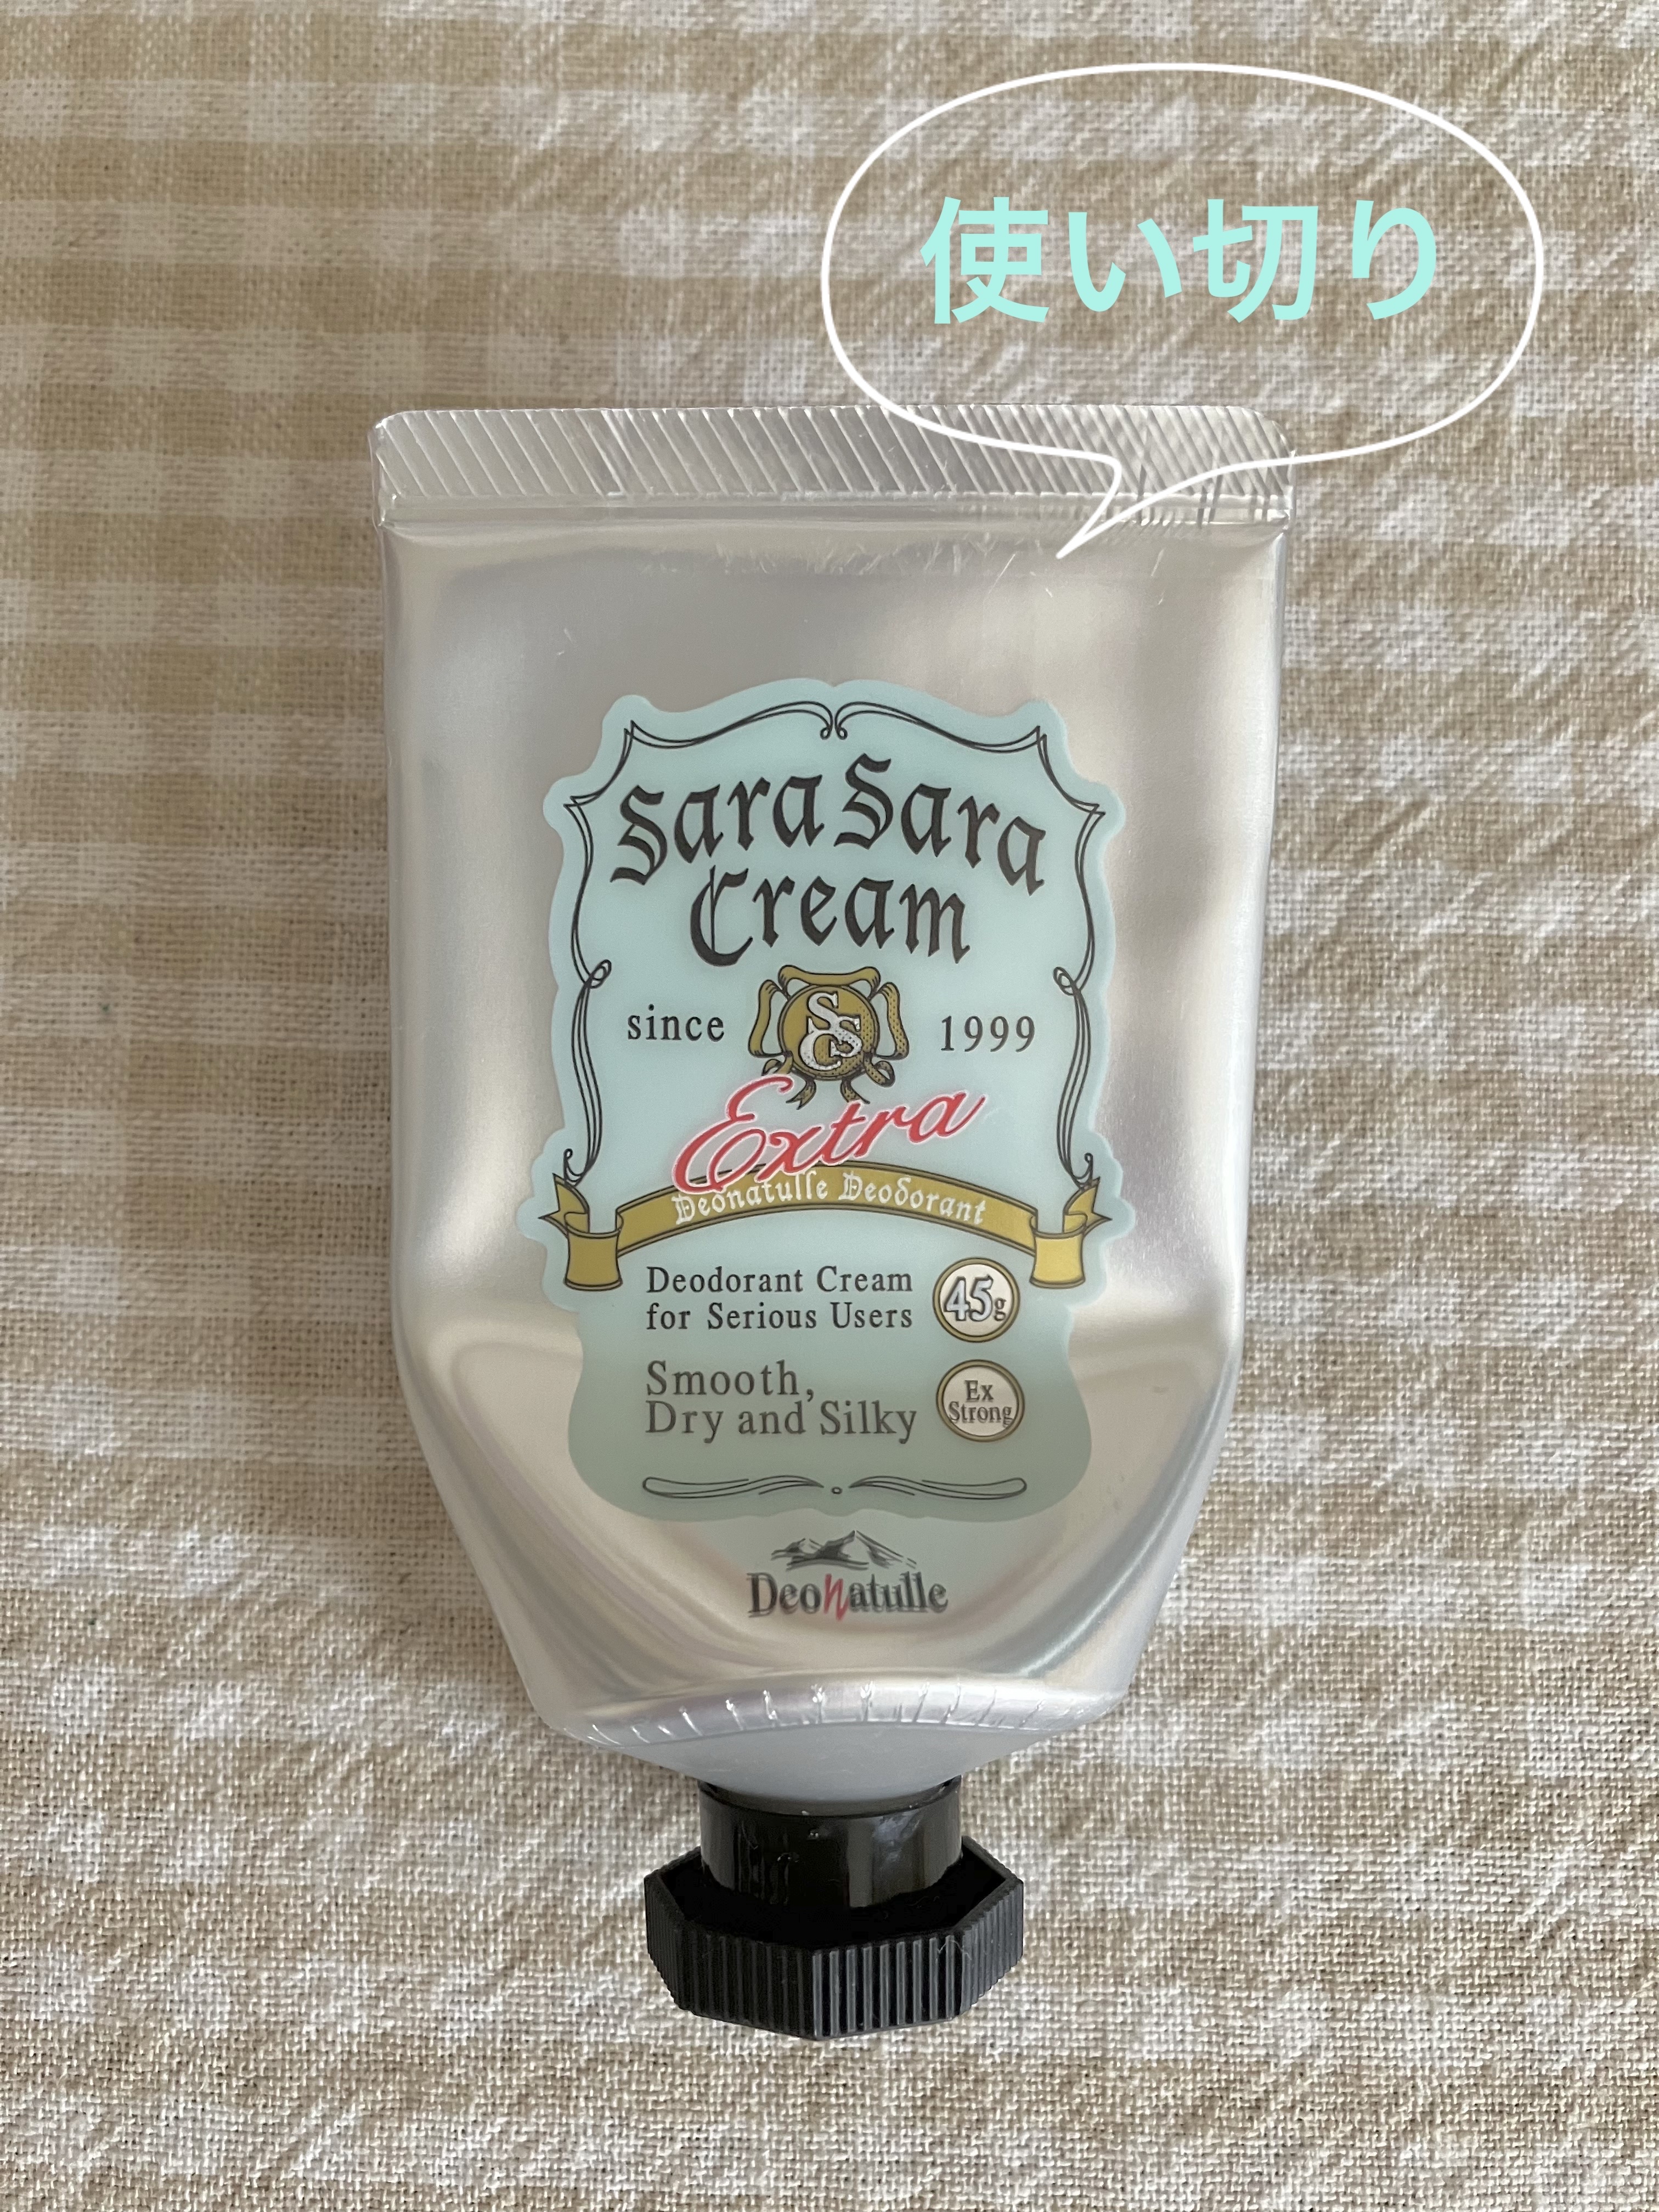 使い切り
Sara Sara
Cream
since SSC 1999
Extra
Deonatulle Deodorant
Deodorant Cream
for Serious Users
45g
Smooth,
Dry and Silky
Ex
Strong
Deonatulle